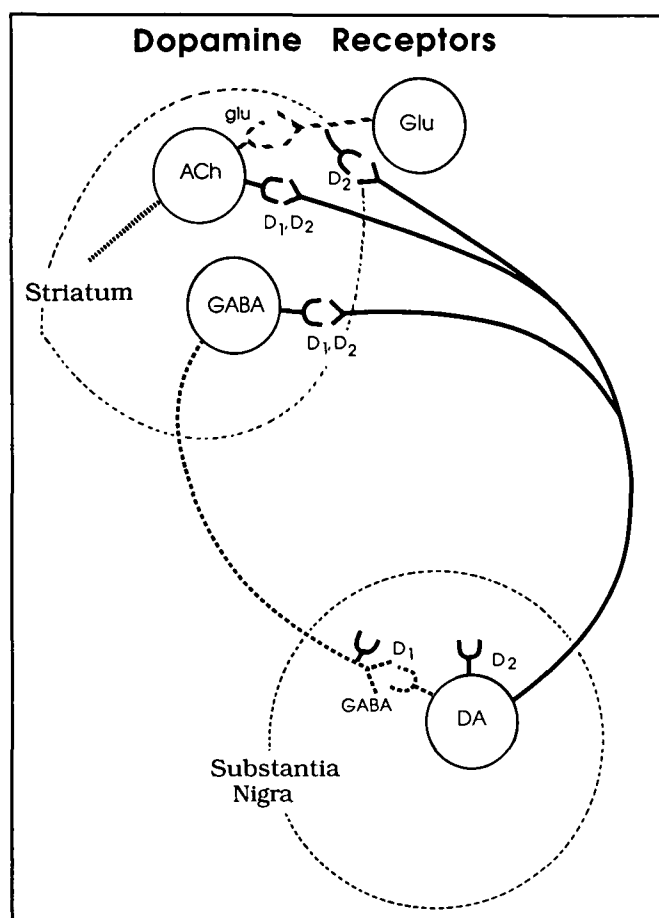 Dopamine Receptors
glu
Glu
ACh
D2
D1,D2
Striatum
GABA
D1,D2
D1
D2
GABA
DA
Substantia
Nigra